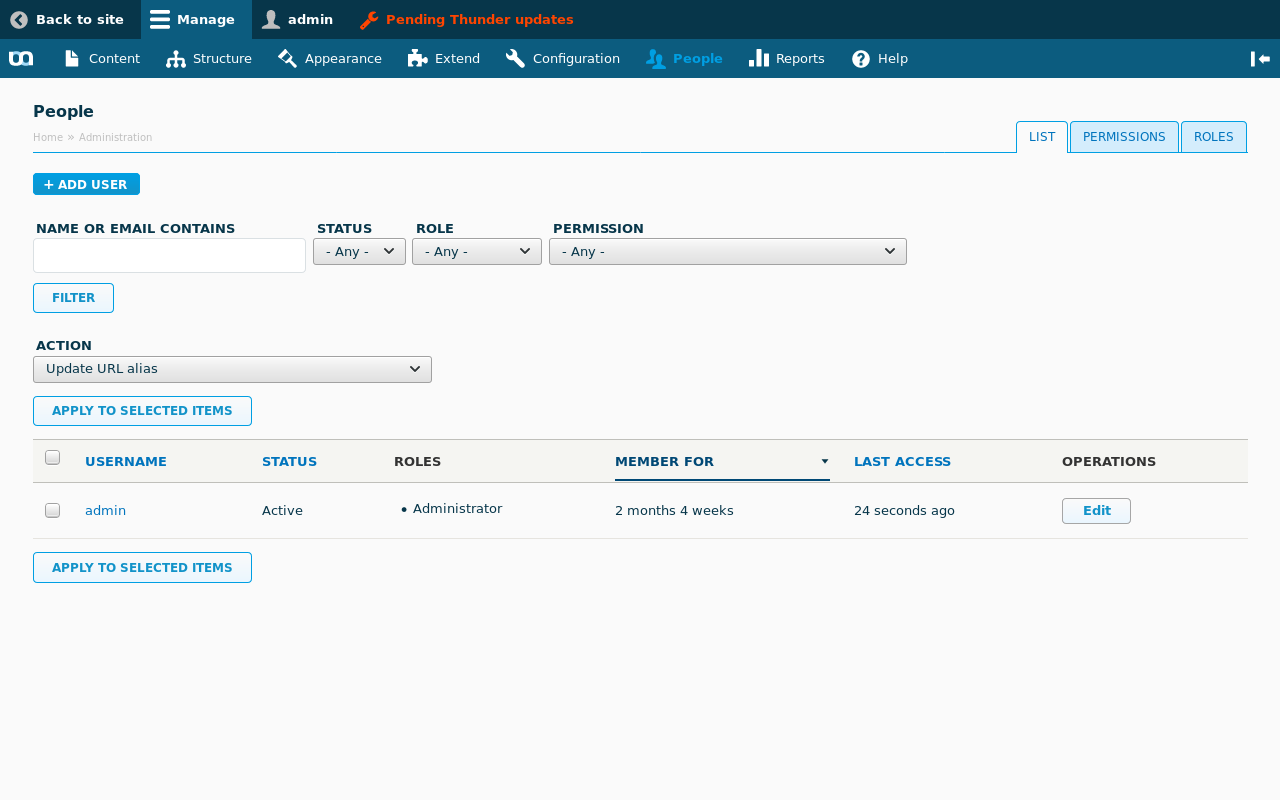 Back to site Manage admin Pending Thunder updates
Content Structure Appearance Extend Configuration People Reports Help
People
Home » Administration
LIST PERMISSIONS ROLES
+ ADD USER
NAME OR EMAIL CONTAINS STATUS ROLE PERMISSION
- Any - - Any - - Any -
FILTER
ACTION
Update URL alias
APPLY TO SELECTED ITEMS
USERNAME STATUS ROLES MEMBER FOR LAST ACCESS OPERATIONS
admin Active • Administrator 2 months 4 weeks 24 seconds ago Edit
APPLY TO SELECTED ITEMS